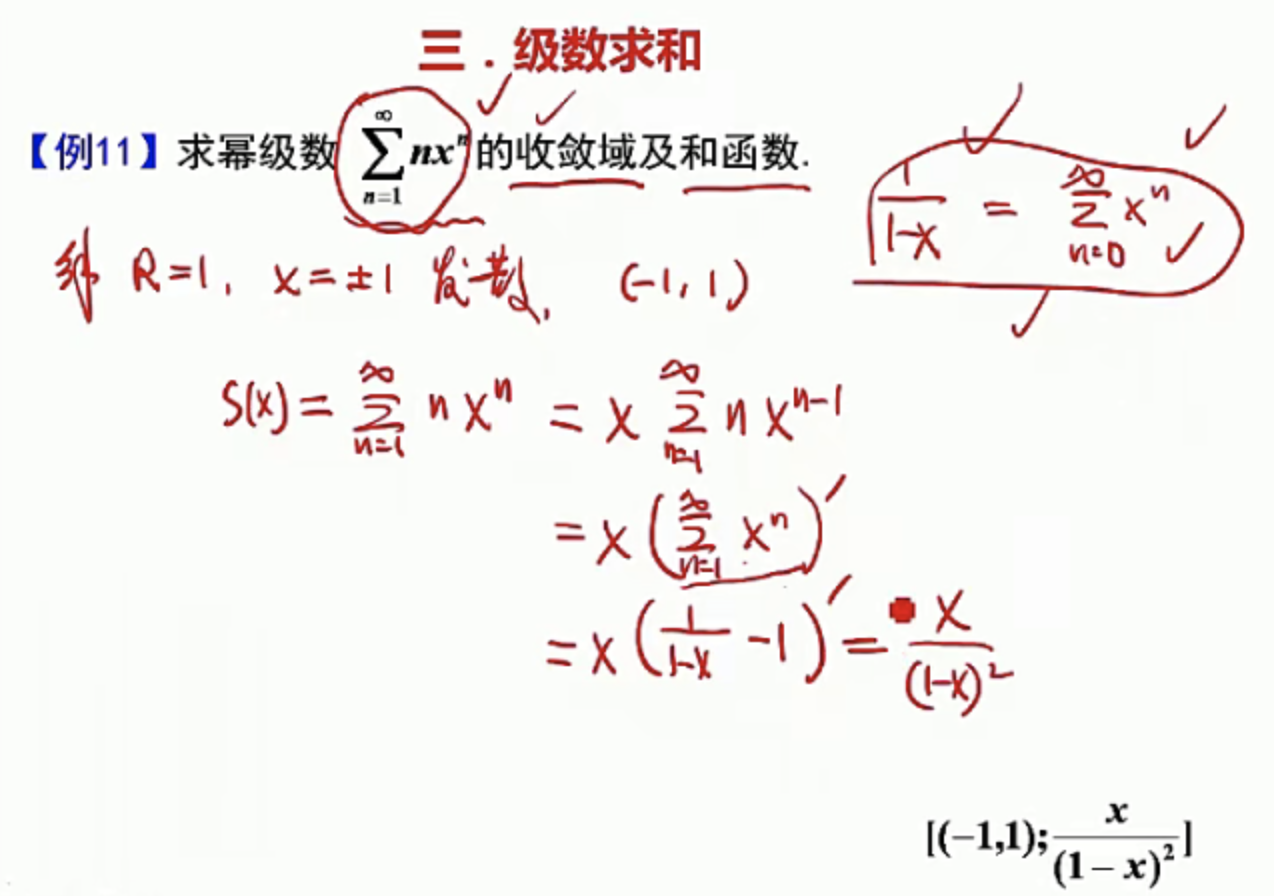 三．级数求和
【例11】求幂级数 $\sum_{n=1}^{\infty} nx^n$ 的收敛域及和函数.
$\frac{1}{1-x} = \sum_{n=0}^{\infty} x^n$
解 R=1, x=±1 发散, (-1,1)
$S(x) = \sum_{n=1}^{\infty} n x^n = x \sum_{n=1}^{\infty} n x^{n-1}$
$= x \left( \sum_{n=1}^{\infty} x^n \right)'$
$= x \left( \frac{1}{1-x} - 1 \right)' = \frac{x}{(1-x)^2}$
$[(-1,1); \frac{x}{(1-x)^2}]$